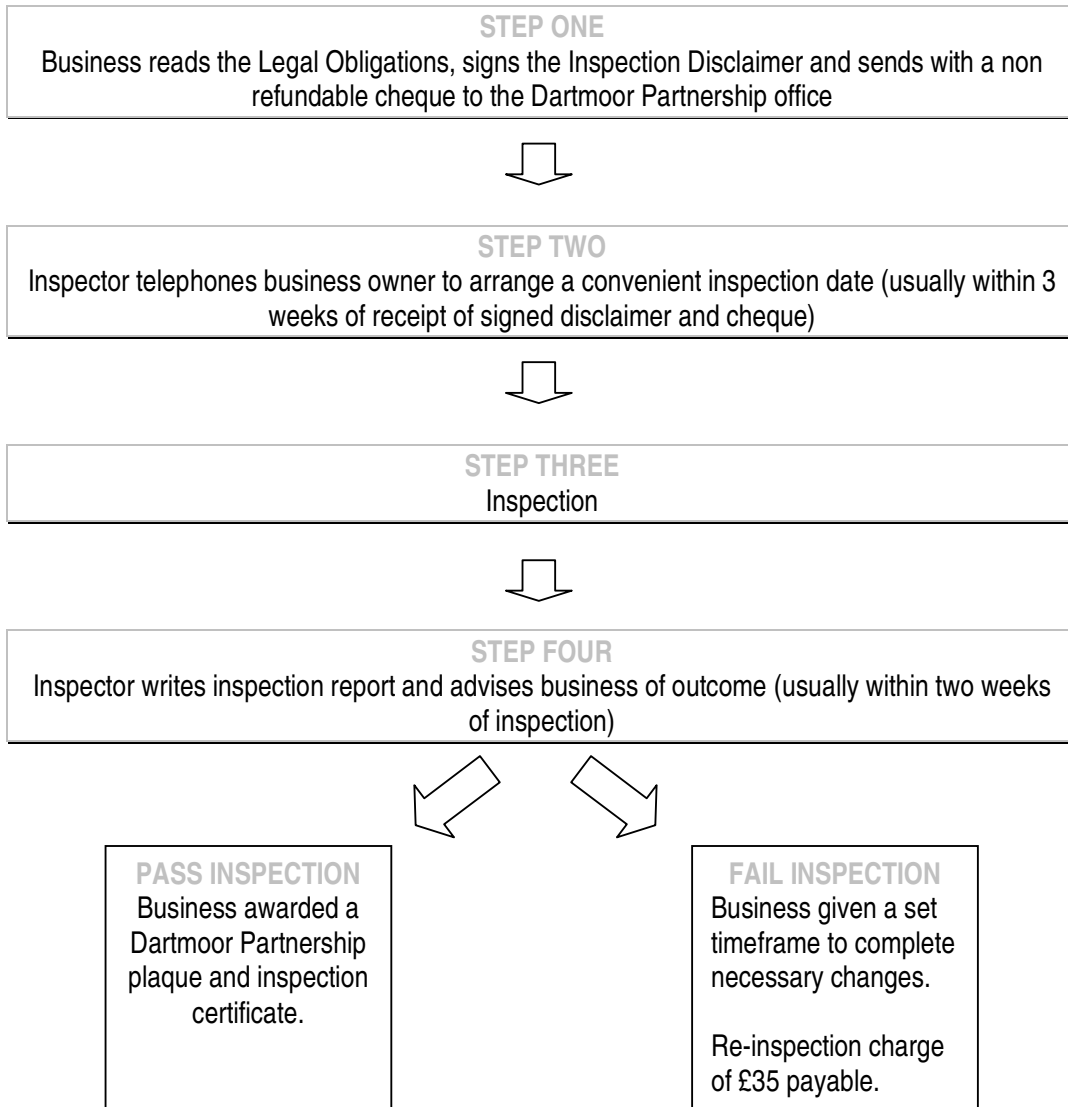 STEP ONE
Business reads the Legal Obligations, signs the Inspection Disclaimer and sends with a non
refundable cheque to the Dartmoor Partnership office
STEP TWO
Inspector telephones business owner to arrange a convenient inspection date (usually within 3
weeks of receipt of signed disclaimer and cheque)
STEP THREE
Inspection
STEP FOUR
Inspector writes inspection report and advises business of outcome (usually within two weeks
of inspection)
PASS INSPECTION
Business awarded a
Dartmoor Partnership
plaque and inspection
certificate.
FAIL INSPECTION
Business given a set
timeframe to complete
necessary changes.
Re-inspection charge
of £35 payable.